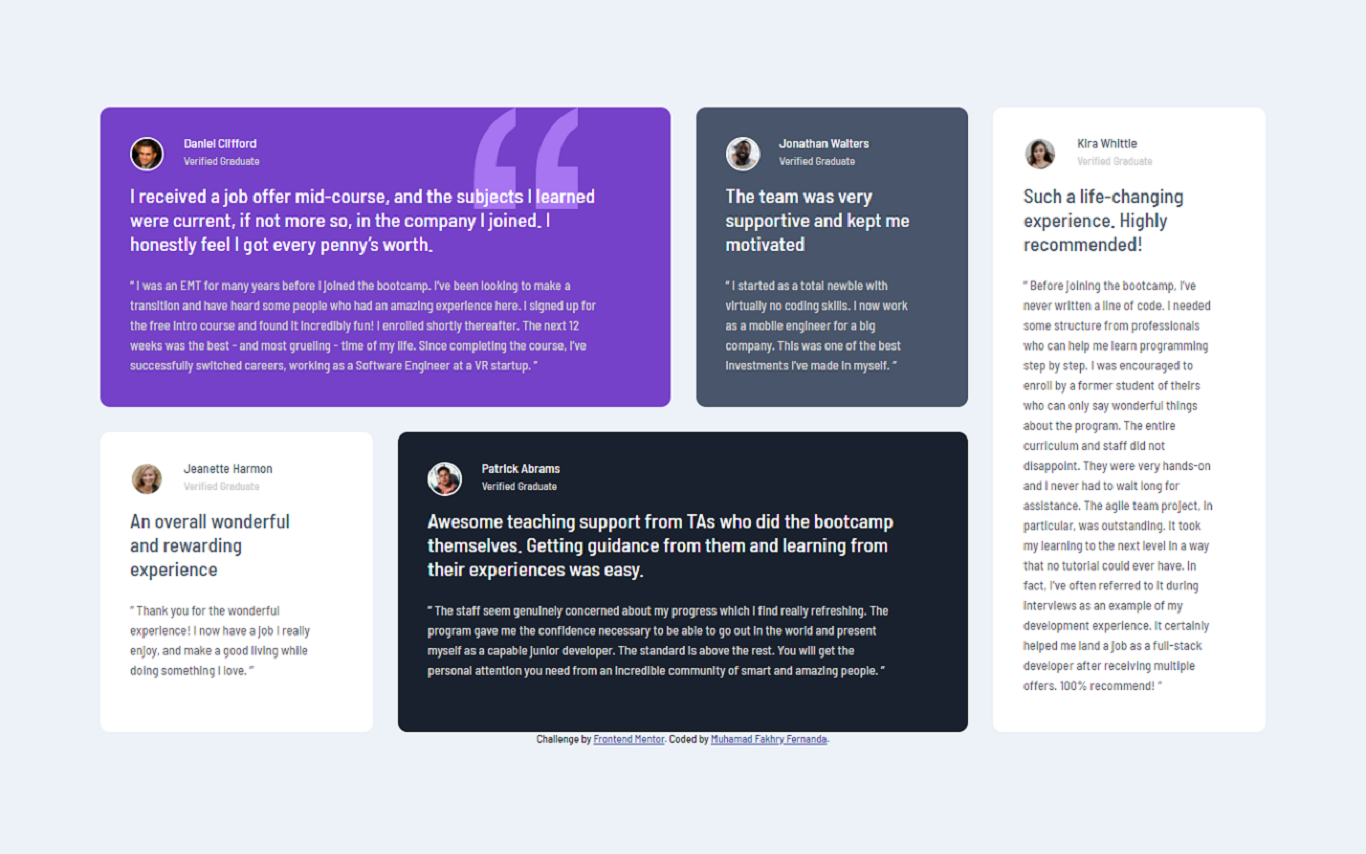 Daniel Clifford
Verified Graduate
I received a job offer mid-course, and the subjects I learned
were current, if not more so, in the company I joined. I
honestly feel I got every penny’s worth.
“ I was an EMT for many years before I joined the bootcamp. I’ve been looking to make a
transition and have heard some people who had an amazing experience here. I signed up for
the free intro course and found it incredibly fun! I enrolled shortly thereafter. The next 12
weeks was the best - and most grueling - time of my life. Since completing the course, I’ve
successfully switched careers, working as a Software Engineer at a VR startup. ”
Jonathan Walters
Verified Graduate
The team was very
supportive and kept me
motivated
“ I started as a total newbie with
virtually no coding skills. I now work
as a mobile engineer for a big
company. This was one of the best
investments I’ve made in myself. ”
Kira Whittle
Verified Graduate
Such a life-changing
experience. Highly
recommended!
“ Before joining the bootcamp, I’ve
never written a line of code. I needed
some structure from professionals
who can help me learn programming
step by step. I was encouraged to
enroll by a former student of theirs
who can only say wonderful things
about the program. The entire
curriculum and staff did not
disappoint. They were very hands-on
and I never had to wait long for
assistance. The agile team project, in
particular, was outstanding. It took
my learning to the next level in a way
that no tutorial could ever have. In
fact, I’ve often referred to it during
interviews as an example of my
development experience. It certainly
helped me land a job as a full-stack
developer after receiving multiple
offers. 100% recommend! ”
Jeanette Harmon
Verified Graduate
An overall wonderful
and rewarding
experience
“ Thank you for the wonderful
experience! I now have a job I really
enjoy, and make a good living while
doing something I love. ”
Patrick Abrams
Verified Graduate
Awesome teaching support from TAs who did the bootcamp
themselves. Getting guidance from them and learning from
their experiences was easy.
“ The staff seem genuinely concerned about my progress which I find really refreshing. The
program gave me the confidence necessary to be able to go out in the world and present
myself as a capable junior developer. The standard is above the rest. You will get the
personal attention you need from an incredible community of smart and amazing people. ”
Challenge by Frontend Mentor. Coded by Muhamad Fakhry Fernanda.